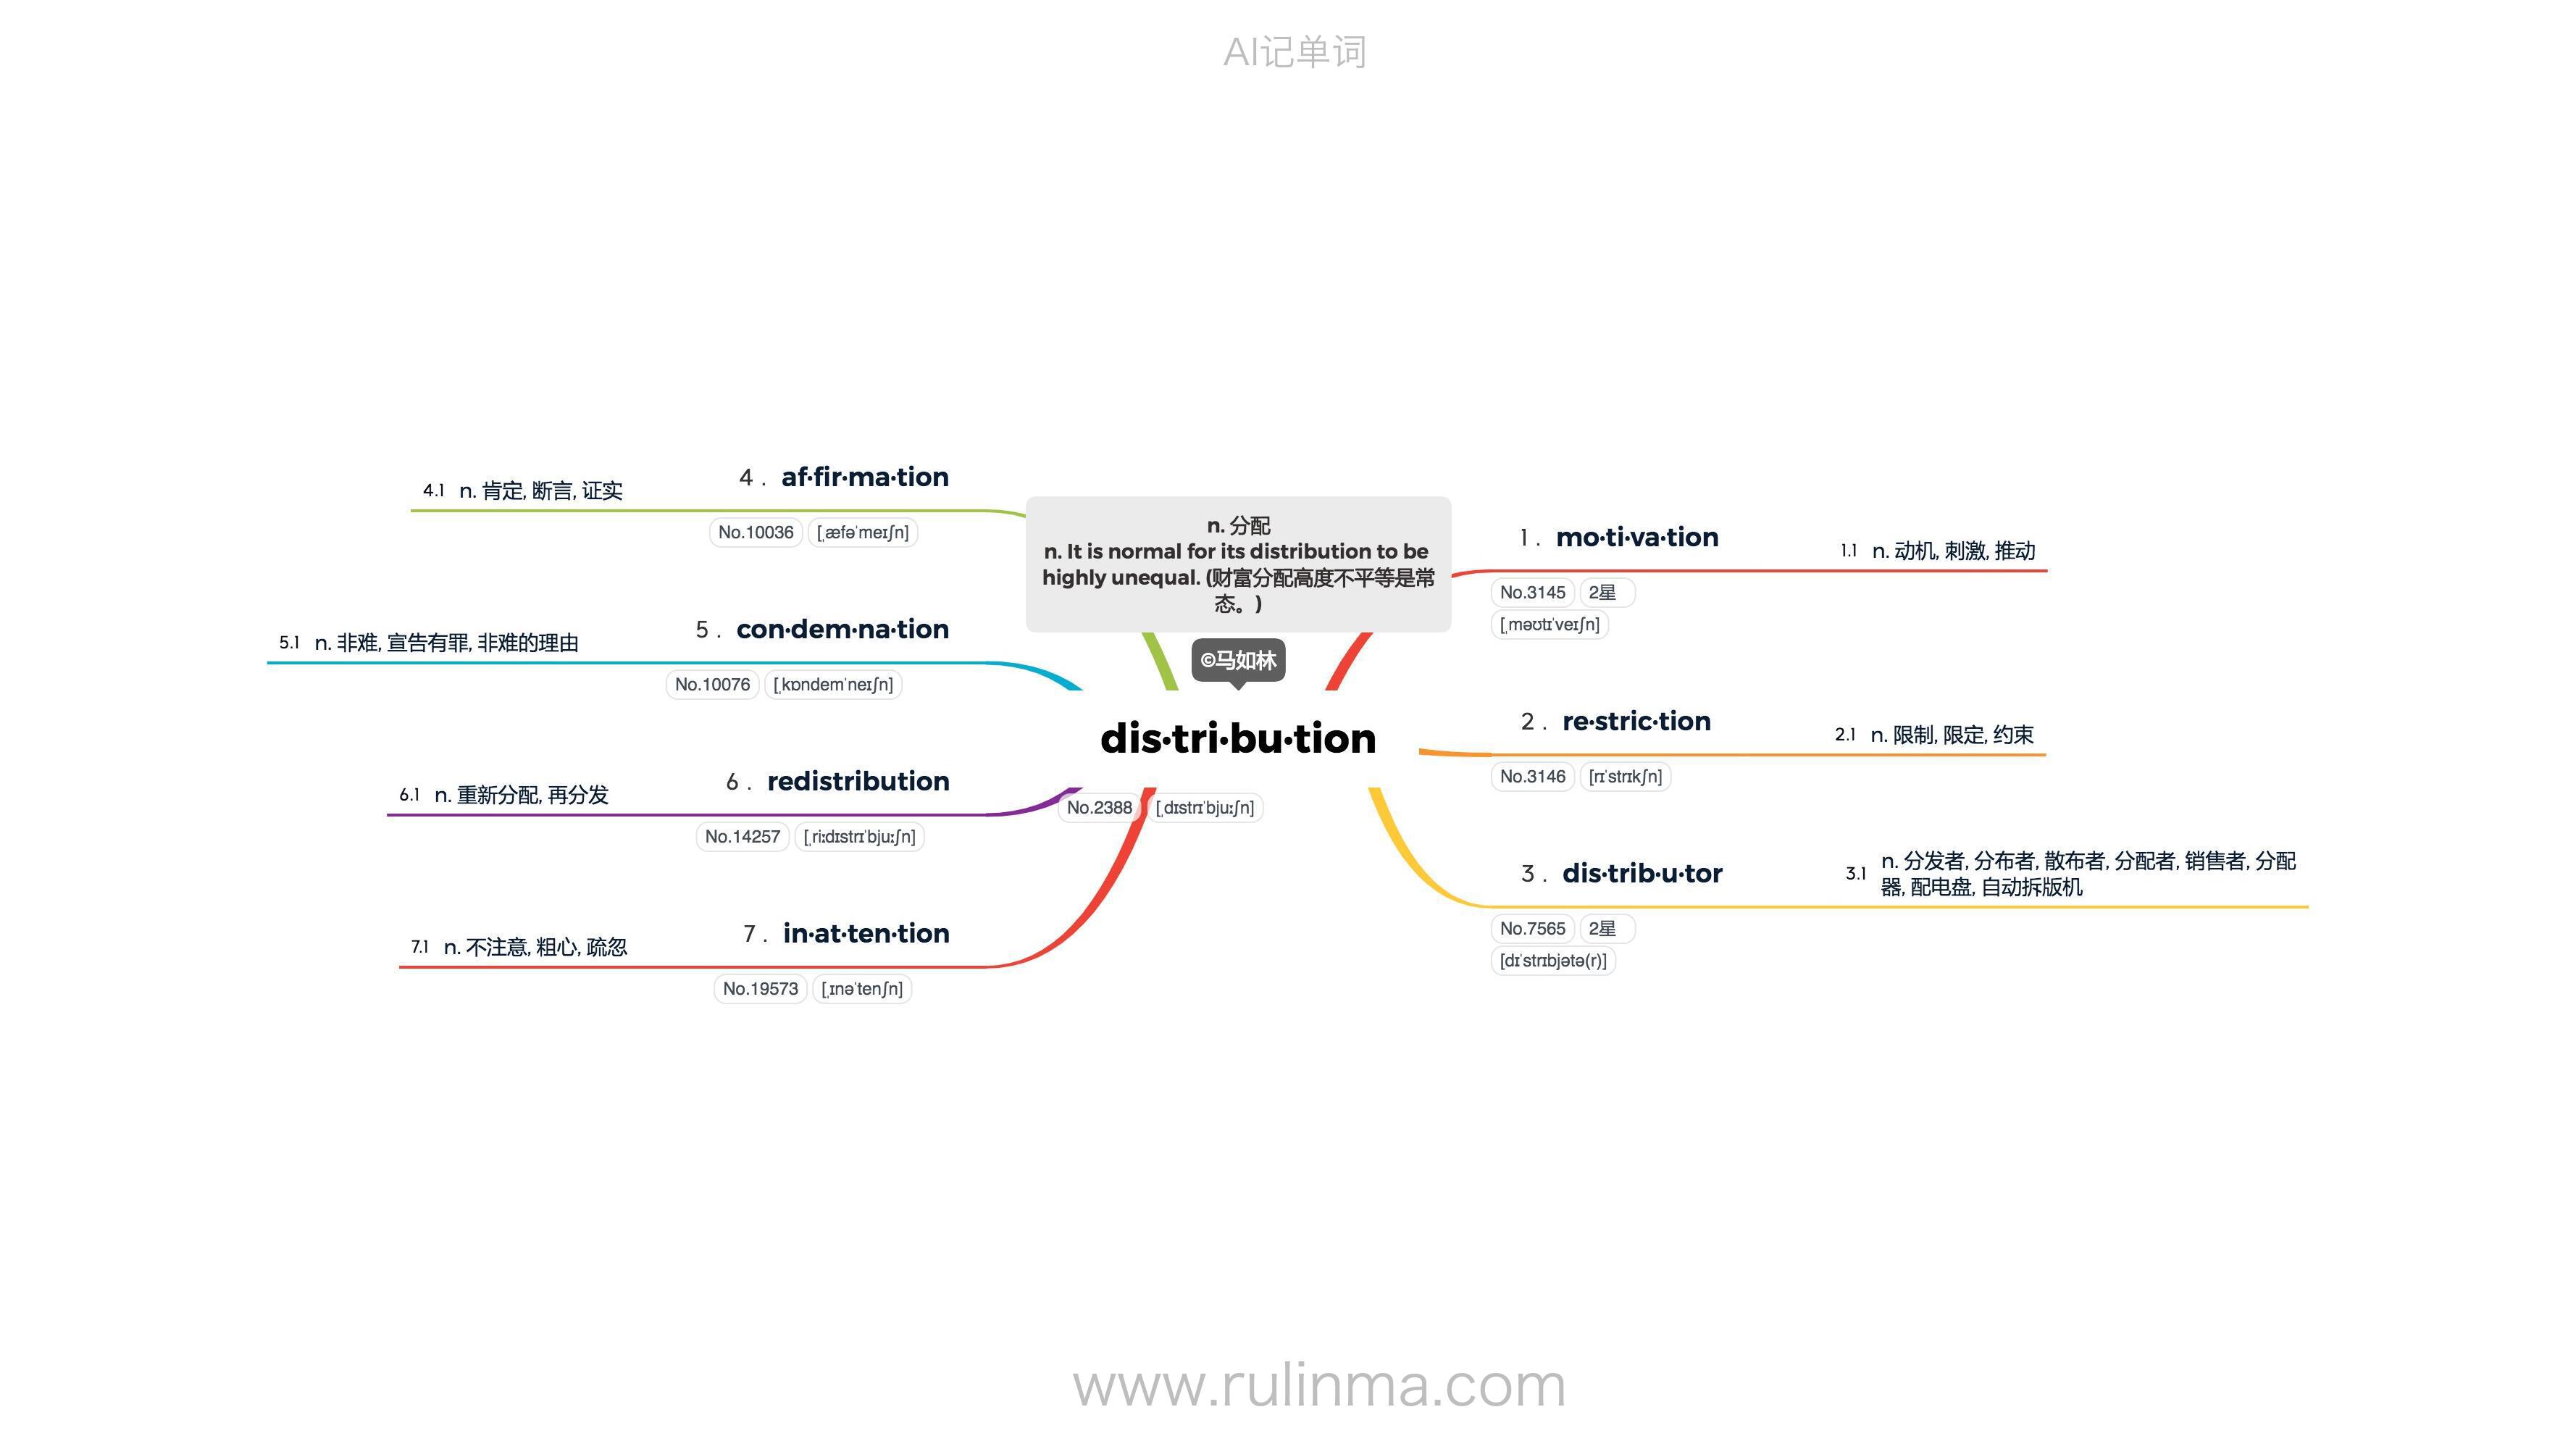 AI记单词
n. 分配
n. It is normal for its distribution to be
highly unequal. (财富分配高度不平等是常
态。)
©马如林
dis·tri·bu·tion
No.2388 [ˌdɪstrɪˈbjuːʃn]
1 . mo·ti·va·tion
1.1 n. 动机, 刺激, 推动
No.3145 2星
[ˌməʊtɪˈveɪʃn]
2 . re·stric·tion
2.1 n. 限制, 限定, 约束
No.3146 [rɪˈstrɪkʃn]
3 . dis·trib·u·tor
3.1 n. 分发者, 分布者, 散布者, 分配者, 销售者, 分配
器, 配电盘, 自动拆版机
No.7565 2星
[dɪˈstrɪbjətə(r)]
4 . af·fir·ma·tion
4.1 n. 肯定, 断言, 证实
No.10036 [ˌæfəˈmeɪʃn]
5 . con·dem·na·tion
5.1 n. 非难, 宣告有罪, 非难的理由
No.10076 [ˌkɒndemˈneɪʃn]
6 . redistribution
6.1 n. 重新分配, 再分发
No.14257 [ˌriːdɪstrɪˈbjuːʃn]
7 . in·at·ten·tion
7.1 n. 不注意, 粗心, 疏忽
No.19573 [ˌɪnəˈtenʃn]
www.rulinma.com